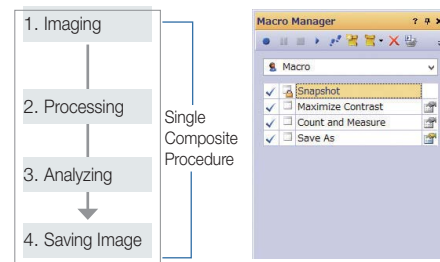 1. Imaging
2. Processing
3. Analyzing
4. Saving Image
Single
Composite
Procedure
Macro Manager
Macro
Snapshot
Maximize Contrast
Count and Measure
Save As